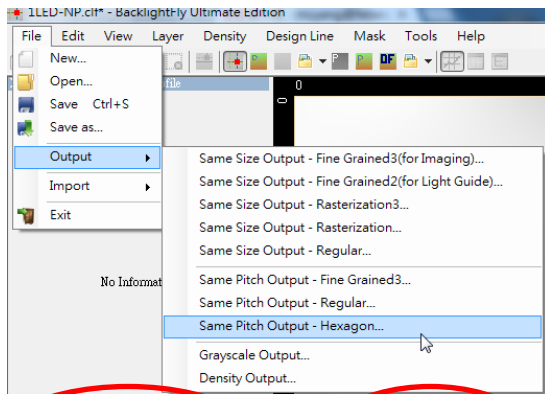 1LED-NP.clf* - BacklightFly Ultimate Edition
File Edit View Layer Density Design Line Mask Tools Help
New...
Open...
Save Ctrl+S
Save as...
Output
Import
Exit
file
0
0
P
P
P
DF
Same Size Output - Fine Grained3(for Imaging)...
Same Size Output - Fine Grained2(for Light Guide)...
Same Size Output - Rasterization3...
Same Size Output - Rasterization...
Same Size Output - Regular...
Same Pitch Output - Fine Grained3...
Same Pitch Output - Regular...
Same Pitch Output - Hexagon...
Grayscale Output...
Density Output...
No Informat